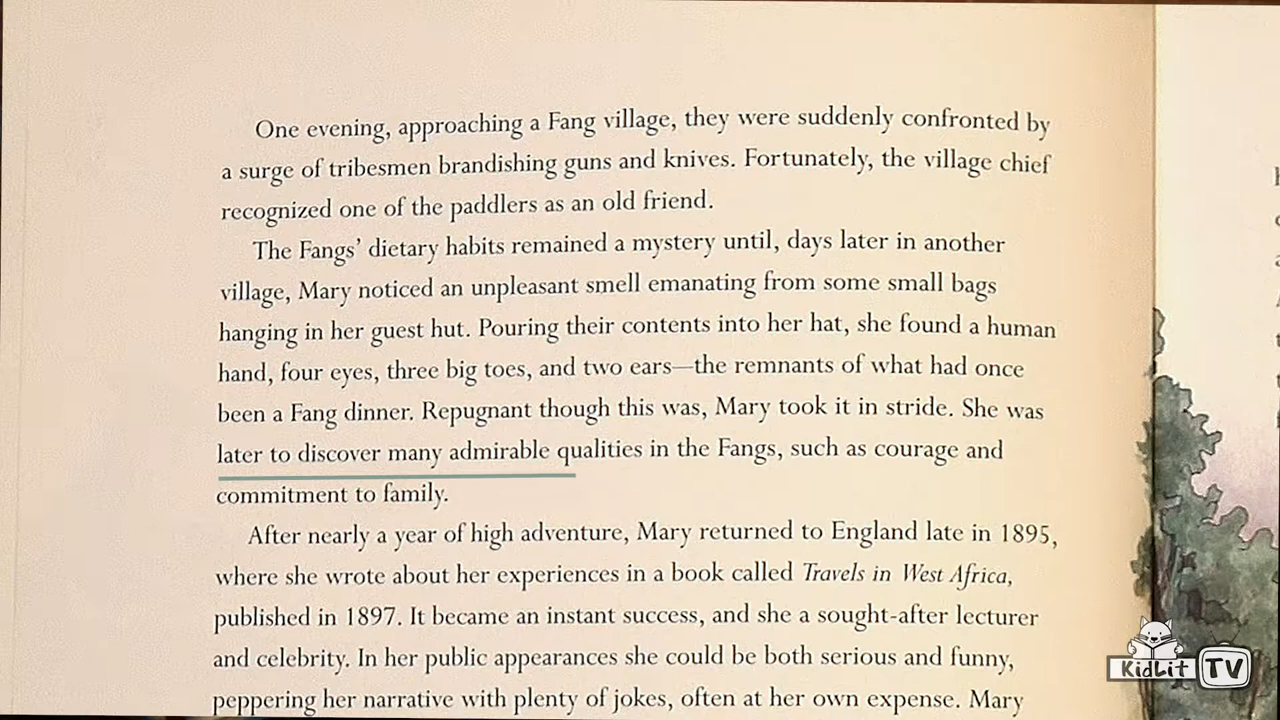 One evening, approaching a Fang village, they were suddenly confronted by
a surge of tribesmen brandishing guns and knives. Fortunately, the village chief
recognized one of the paddlers as an old friend.
The Fangs’ dietary habits remained a mystery until, days later in another
village, Mary noticed an unpleasant smell emanating from some small bags
hanging in her guest hut. Pouring their contents into her hat, she found a human
hand, four eyes, three big toes, and two ears—the remnants of what had once
been a Fang dinner. Repugnant though this was, Mary took it in stride. She was
later to discover many admirable qualities in the Fangs, such as courage and
commitment to family.
After nearly a year of high adventure, Mary returned to England late in 1895,
where she wrote about her experiences in a book called Travels in West Africa,
published in 1897. It became an instant success, and she a sought-after lecturer
and celebrity. In her public appearances she could be both serious and funny,
peppering her narrative with plenty of jokes, often at her own expense. Mary
KidLit TV